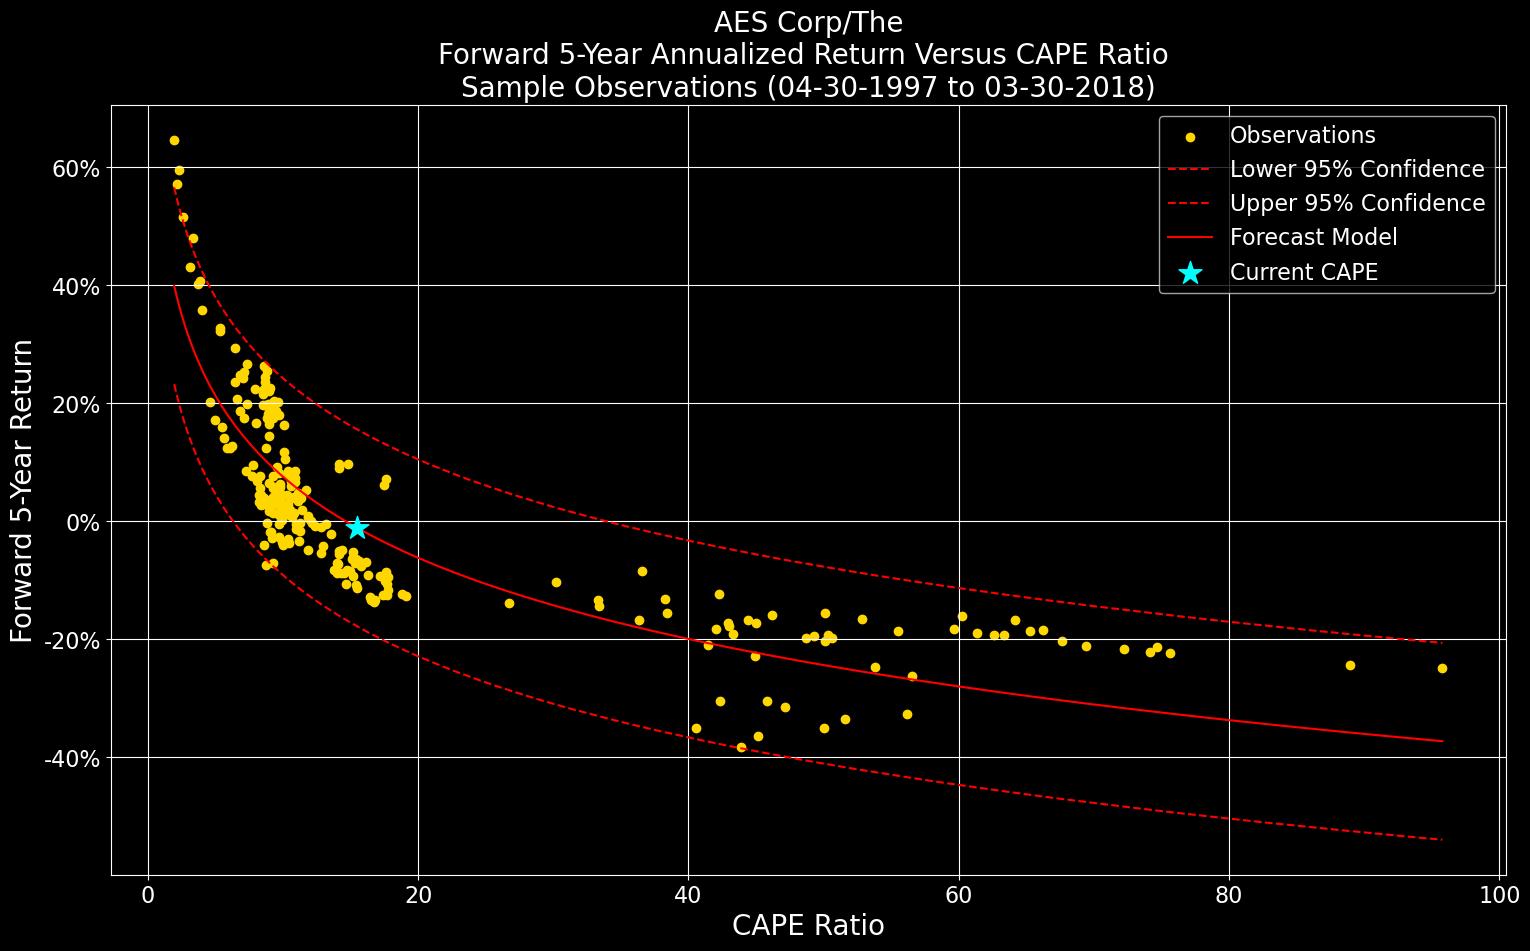 AES Corp/The
Forward 5-Year Annualized Return Versus CAPE Ratio
Sample Observations (04-30-1997 to 03-30-2018)
Observations
Lower 95% Confidence
Upper 95% Confidence
Forecast Model
Current CAPE
Forward 5-Year Return
60%
40%
20%
0%
-20%
-40%
0 20 40 60 80 100
CAPE Ratio